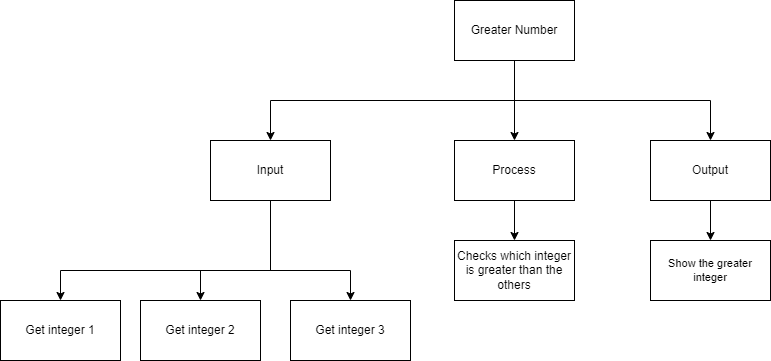 Greater Number
Input
Process
Output
Checks which integer
is greater than the
others
Show the greater
integer
Get integer 1
Get integer 2
Get integer 3